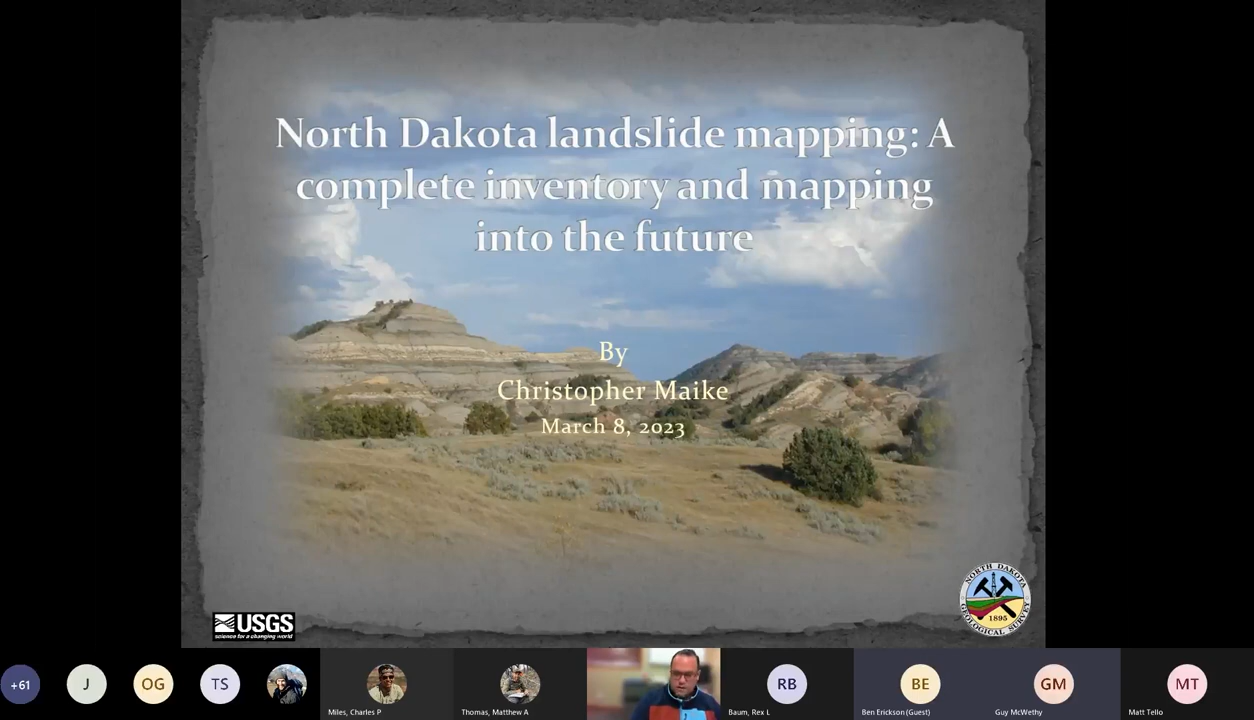 North Dakota landslide mapping: A
complete inventory and mapping
into the future
By
Christopher Maike
March 8, 2023
USGS
science for a changing world
NORTH DAKOTA
1895
GEOLOGICAL SURVEY
+61
J
OG
TS
Miles, Charles P
Thomas, Matthew A
RB
Baum, Rex L
BE
Ben Erickson (Guest)
GM
Guy McWethy
MT
Matt Tello